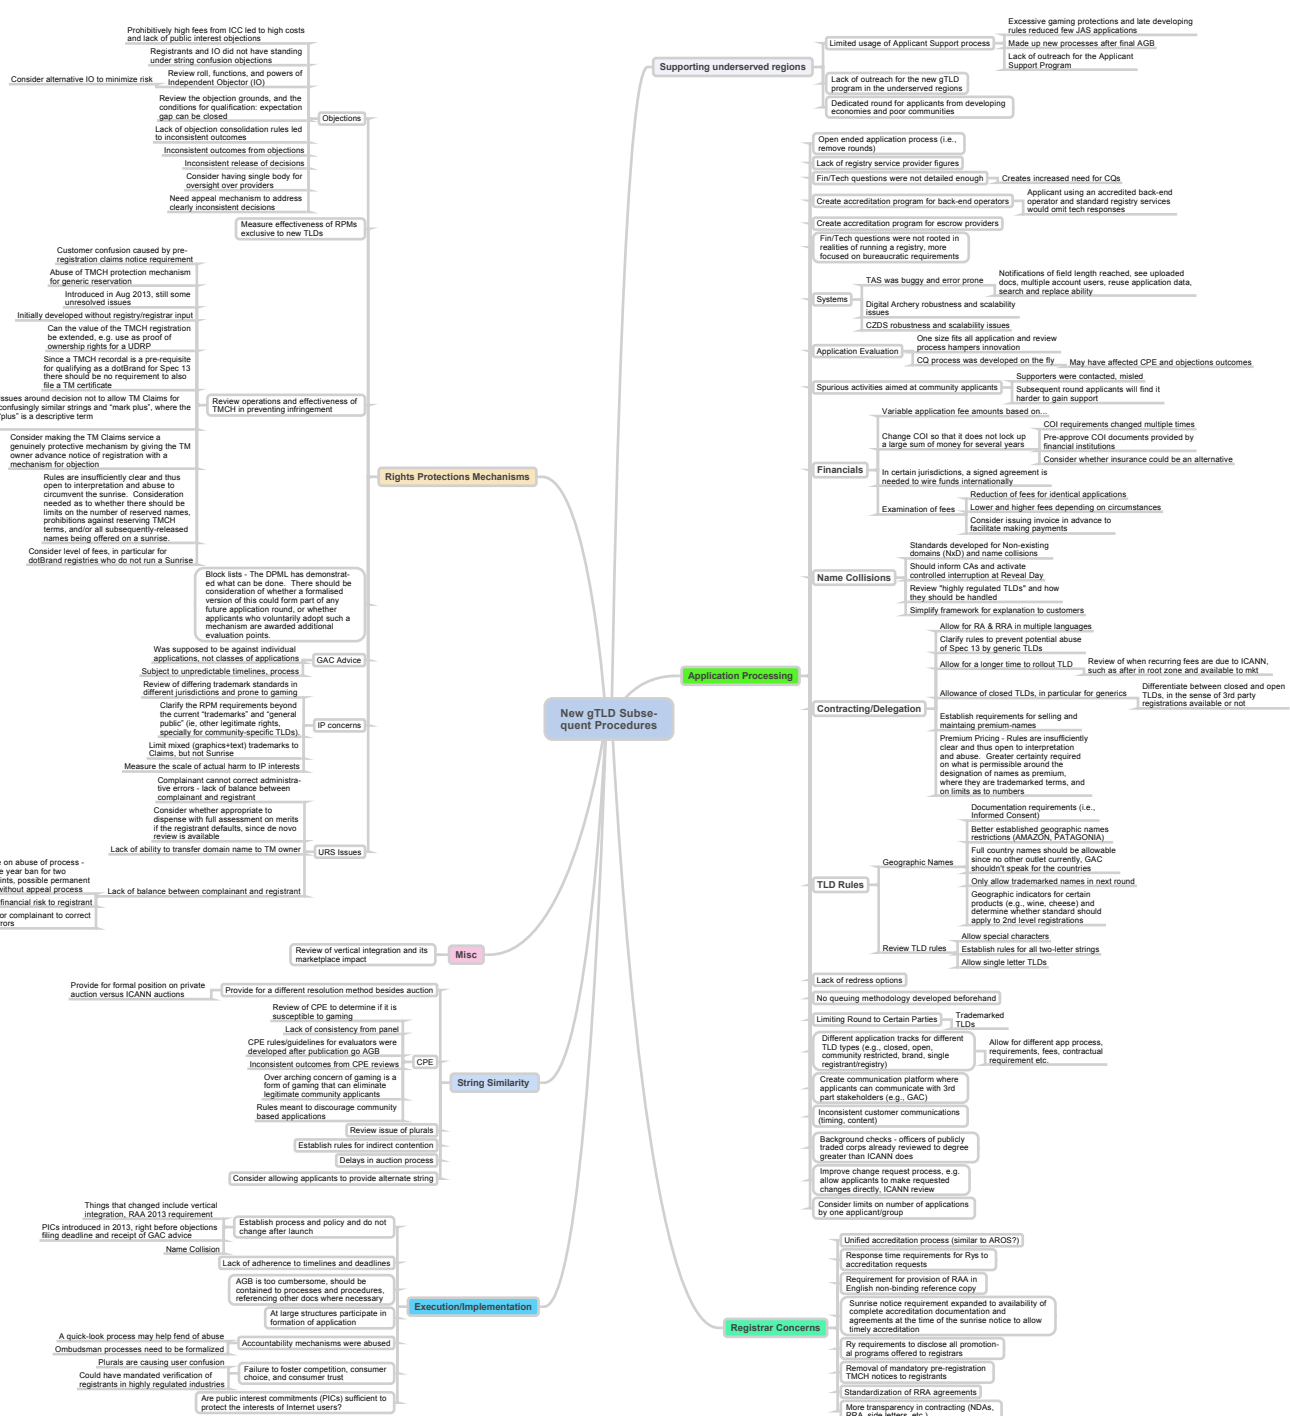 New gTLD Subse-
quent Procedures
Supporting underserved regions
Limited usage of Applicant Support process
Excessive gaming protections and late developing
rules reduced few JAS applications
Made up new processes after final AGB
Lack of outreach for the Applicant
Support Program
Lack of outreach for the new gTLD
program in the underserved regions
Dedicated round for applicants from developing
economies and poor communities
Application Processing
Open ended application process (i.e.,
remove rounds)
Lack of registry service provider figures
Fin/Tech questions were not detailed enough
Creates increased need for CQs
Create accreditation program for back-end operators
Applicant using an accredited back-end
operator and standard registry services
would omit tech responses
Create accreditation program for escrow providers
Fin/Tech questions were not rooted in
realities of running a registry, more
focused on bureaucratic requirements
Systems
TAS was buggy and error prone
Notifications of field length reached, see uploaded
docs, multiple account users, reuse application data,
search and replace ability
Digital Archery robustness and scalability
issues
CZDS robustness and scalability issues
Application Evaluation
One size fits all application and review
process hampers innovation
CQ process was developed on the fly
May have affected CPE and objections outcomes
Spurious activities aimed at community applicants
Supporters were contacted, misled
Subsequent round applicants will find it
harder to gain support
Financials
Variable application fee amounts based on...
Change COI so that it does not lock up
a large sum of money for several years
COI requirements changed multiple times
Pre-approve COI documents provided by
financial institutions
Consider whether insurance could be an alternative
In certain jurisdictions, a signed agreement is
needed to wire funds internationally
Examination of fees
Reduction of fees for identical applications
Lower and higher fees depending on circumstances
Consider issuing invoice in advance to
facilitate making payments
Name Collisions
Standards developed for Non-existing
domains (NxD) and name collisions
Should inform CAs and activate
controlled interruption at Reveal Day
Review "highly regulated TLDs" and how
they should be handled
Simplify framework for explanation to customers
Contracting/Delegation
Allow for RA & RRA in multiple languages
Clarify rules to prevent potential abuse
of Spec 13 by generic TLDs
Allow for a longer time to rollout TLD
Review of when recurring fees are due to ICANN,
such as after in root zone and available to mkt
Allowance of closed TLDs, in particular for generics
Differentiate between closed and open
TLDs, in the sense of 3rd party
registrations available or not
Establish requirements for selling and
maintaing premium-names
Premium Pricing - Rules are insufficiently
clear and thus open to interpretation
and abuse.  Greater certainty required
on what is permissible around the
designation of names as premium,
where they are trademarked terms, and
on limits as to numbers
TLD Rules
Geographic Names
Documentation requirements (i.e.,
Informed Consent)
Better established geographic names
restrictions (AMAZON, PATAGONIA)
Full country names should be allowable
since no other outlet currently, GAC
shouldn't speak for the countries
Only allow trademarked names in next round
Geographic indicators for certain
products (e.g., wine, cheese) and
determine whether standard should
apply to 2nd level registrations
Review TLD rules
Allow special characters
Establish rules for all two-letter strings
Allow single letter TLDs
Lack of redress options
No queuing methodology developed beforehand
Limiting Round to Certain Parties
Trademarked
TLDs
Different application tracks for different
TLD types (e.g., closed, open,
community restricted, brand, single
registrant/registry)
Allow for different app process,
requirements, fees, contractual
requirement etc.
Create communication platform where
applicants can communicate with 3rd
part stakeholders (e.g., GAC)
Inconsistent customer communications
(timing, content)
Background checks - officers of publicly
traded corps already reviewed to degree
greater than ICANN does
Improve change request process, e.g.
allow applicants to make requested
changes directly, ICANN review
Consider limits on number of applications
by one applicant/group
Registrar Concerns
Unified accreditation process (similar to AROS?)
Response time requirements for Rys to
accreditation requests
Requirement for provision of RAA in
English non-binding reference copy
Sunrise notice requirement expanded to availability of
complete accreditation documentation and
agreements at the time of the sunrise notice to allow
timely accreditation
Ry requirements to disclose all promotion-
al programs offered to registrars
Removal of mandatory pre-registration
TMCH notices to registrants
Standardization of RRA agreements
More transparency in contracting (NDAs,
RRA, side letters, etc.)
Rights Protections Mechanisms
Objections
Prohibitively high fees from ICC led to high costs
and lack of public interest objections
Registrants and IO did not have standing
under string confusion objections
Review roll, functions, and powers of
Independent Objector (IO)
Consider alternative IO to minimize risk
Review the objection grounds, and the
conditions for qualification: expectation
gap can be closed
Lack of objection consolidation rules led
to inconsistent outcomes
Inconsistent outcomes from objections
Inconsistent release of decisions
Consider having single body for
oversight over providers
Need appeal mechanism to address
clearly inconsistent decisions
Measure effectiveness of RPMs
exclusive to new TLDs
Review operations and effectiveness of
TMCH in preventing infringement
Customer confusion caused by pre-
registration claims notice requirement
Abuse of TMCH protection mechanism
for generic reservation
Introduced in Aug 2013, still some
unresolved issues
Initially developed without registry/registrar input
Can the value of the TMCH registration
be extended, e.g. use as proof of
ownership rights for a UDRP
Since a TMCH recordal is a pre-requisite
for qualifying as a dotBrand for Spec 13
there should be no requirement to also
file a TM certificate
ssues around decision not to allow TM Claims for
confusingly similar strings and "mark plus", where the
"plus" is a descriptive term
Consider making the TM Claims service a
genuinely protective mechanism by giving the TM
owner advance notice of registration with a
mechanism for objection
Rules are insufficiently clear and thus
open to interpretation and abuse to
circumvent the sunrise.  Consideration
needed as to whether there should be
limits on the number of reserved names,
prohibitions against reserving TMCH
terms, and/or all subsequently-released
names being offered on a sunrise.
Consider level of fees, in particular for
dotBrand registries who do not run a Sunrise
Block lists - The DPML has demonstrat-
ed what can be done.  There should be
consideration of whether a formalised
version of this could form part of any
future application round, or whether
applicants who voluntarily adopt such a
mechanism are awarded additional
evaluation points.
GAC Advice
Was supposed to be against individual
applications, not classes of applications
Subject to unpredictable timelines, process
IP concerns
Review of differing trademark standards in
different jurisdictions and prone to gaming
Clarify the RPM requirements beyond
the current "trademarks" and "general
public" (ie, other legitimate rights,
specially for community-specific TLDs).
Limit mixed (graphics+text) trademarks to
Claims, but not Sunrise
Measure the scale of actual harm to IP interests
URS Issues
Complainant cannot correct administra-
tive errors - lack of balance between
complainant and registrant
Consider whether appropriate to
dispense with full assessment on merits
if the registrant defaults, since de novo
review is available
Lack of ability to transfer domain name to TM owner
Lack of balance between complainant and registrant
e on abuse of process -
e year ban for two
ints, possible permanent
without appeal process
financial risk to registrant
or complainant to correct
rors
Misc
Review of vertical integration and its
marketplace impact
String Similarity
Provide for a different resolution method besides auction
Provide for formal position on private
auction versus ICANN auctions
CPE
Review of CPE to determine if it is
susceptible to gaming
Lack of consistency from panel
CPE rules/guidelines for evaluators were
developed after publication go AGB
Inconsistent outcomes from CPE reviews
Over arching concern of gaming is a
form of gaming that can eliminate
legitimate community applicants
Rules meant to discourage community
based applications
Review issue of plurals
Establish rules for indirect contention
Delays in auction process
Consider allowing applicants to provide alternate string
Execution/Implementation
Establish process and policy and do not
change after launch
Things that changed include vertical
integration, RAA 2013 requirement
PICs introduced in 2013, right before objections
filing deadline and receipt of GAC advice
Name Collision
Lack of adherence to timelines and deadlines
AGB is too cumbersome, should be
contained to processes and procedures,
referencing other docs where necessary
At large structures participate in
formation of application
Accountability mechanisms were abused
A quick-look process may help fend of abuse
Ombudsman processes need to be formalized
Failure to foster competition, consumer
choice, and consumer trust
Plurals are causing user confusion
Could have mandated verification of
registrants in highly regulated industries
Are public interest commitments (PICs) sufficient to
protect the interests of Internet users?